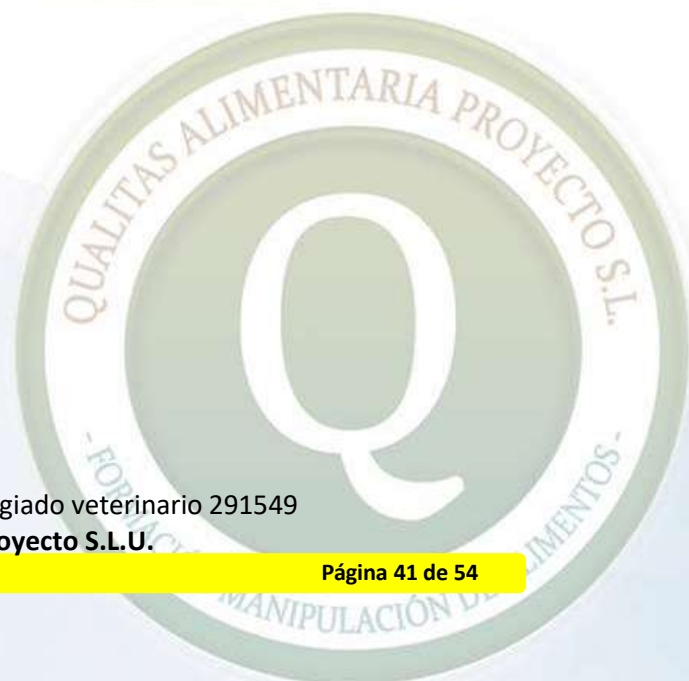 QUALITAS ALIMENTARIA PROYECTO S.L.
Q
giado veterinario 291549
oyecto S.L.U.
Página 41 de 54
MANIPULACIÓN